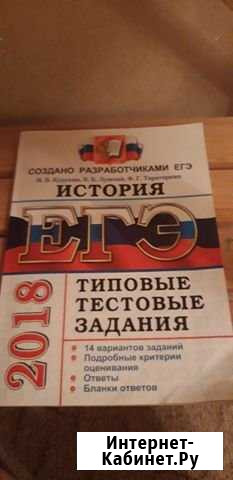 СОЗДАНО РАЗРАБОТЧИКАМИ ЕГЭ
ИСТОРИЯ
ЕГЭ
2018
ТИПОВЫЕ
ТЕСТОВЫЕ
ЗАДАНИЯ
14 вариантов заданий
Подробные критерии
оценивания
Ответы
Бланки ответов
Интернет-
Кабинет.Ру